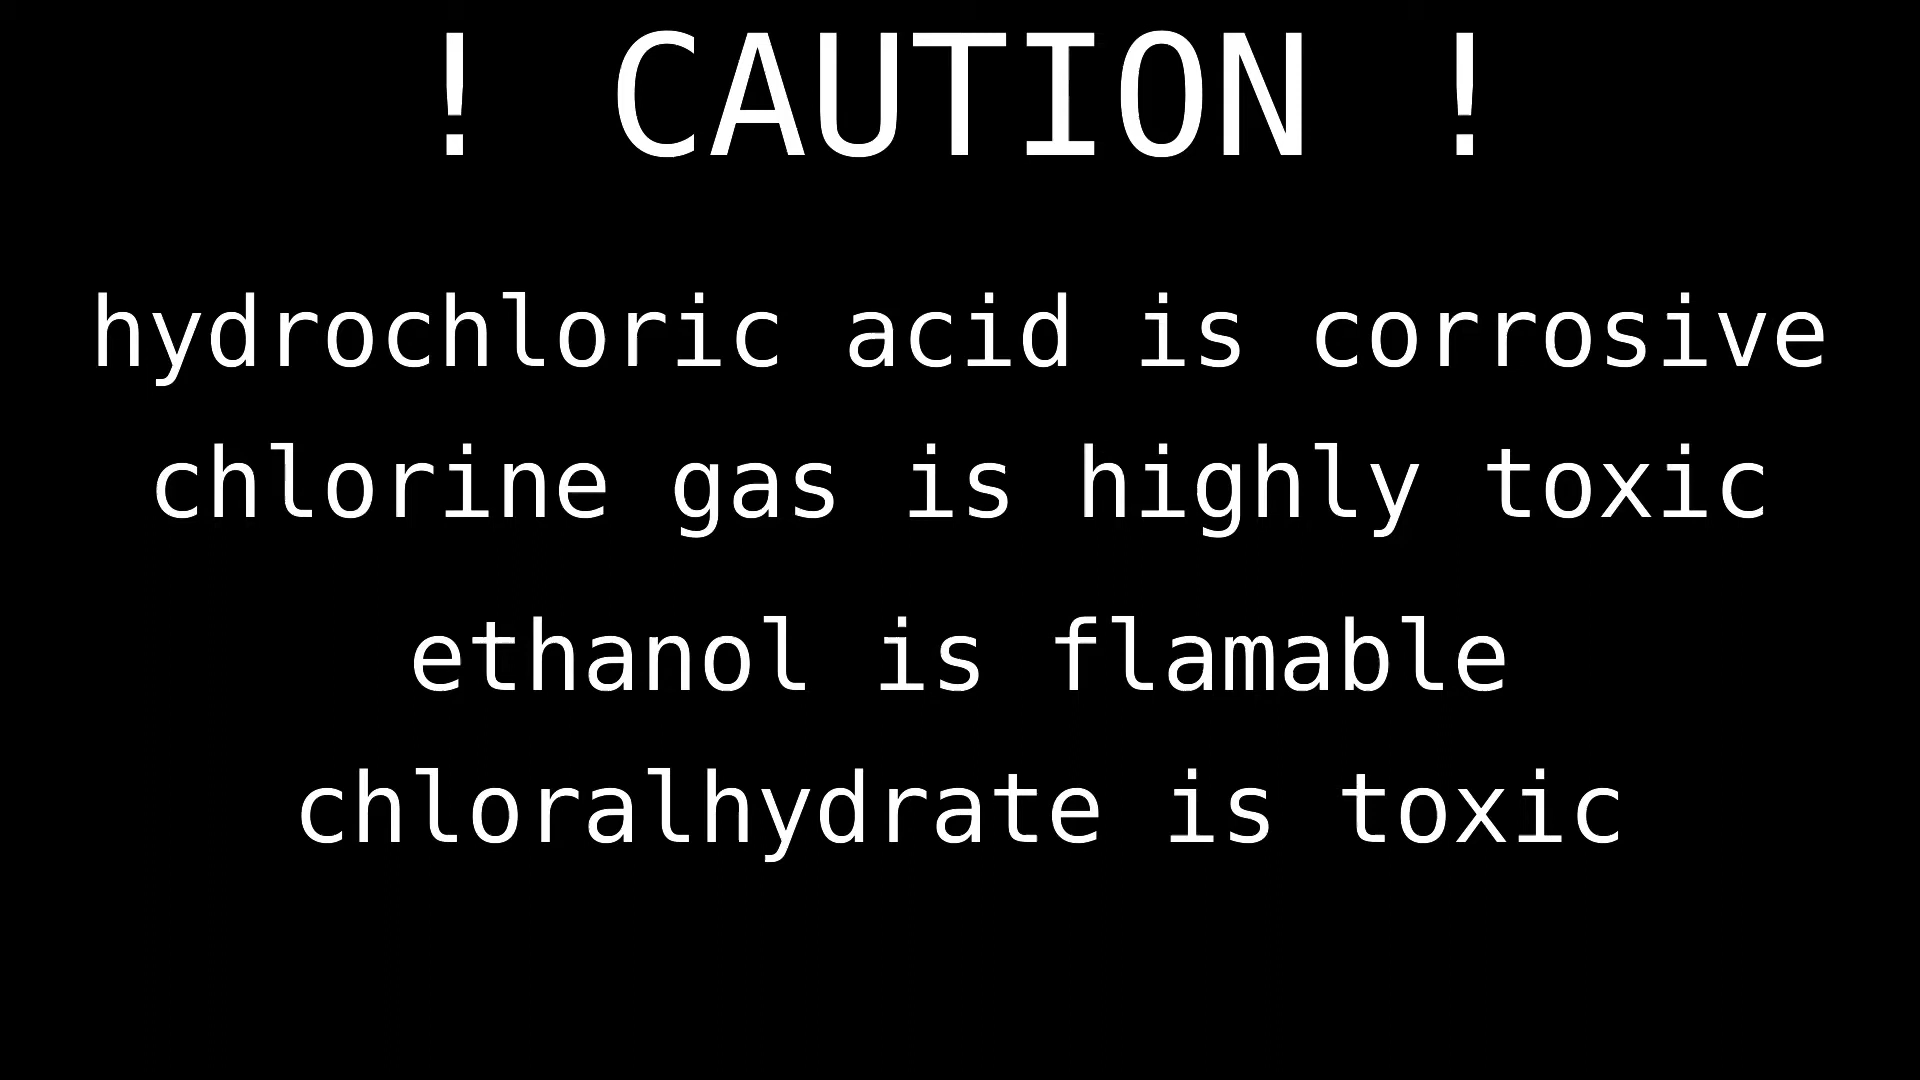 ! CAUTION !
hydrochloric acid is corrosive
chlorine gas is highly toxic
ethanol is flamable
chloralhydrate is toxic